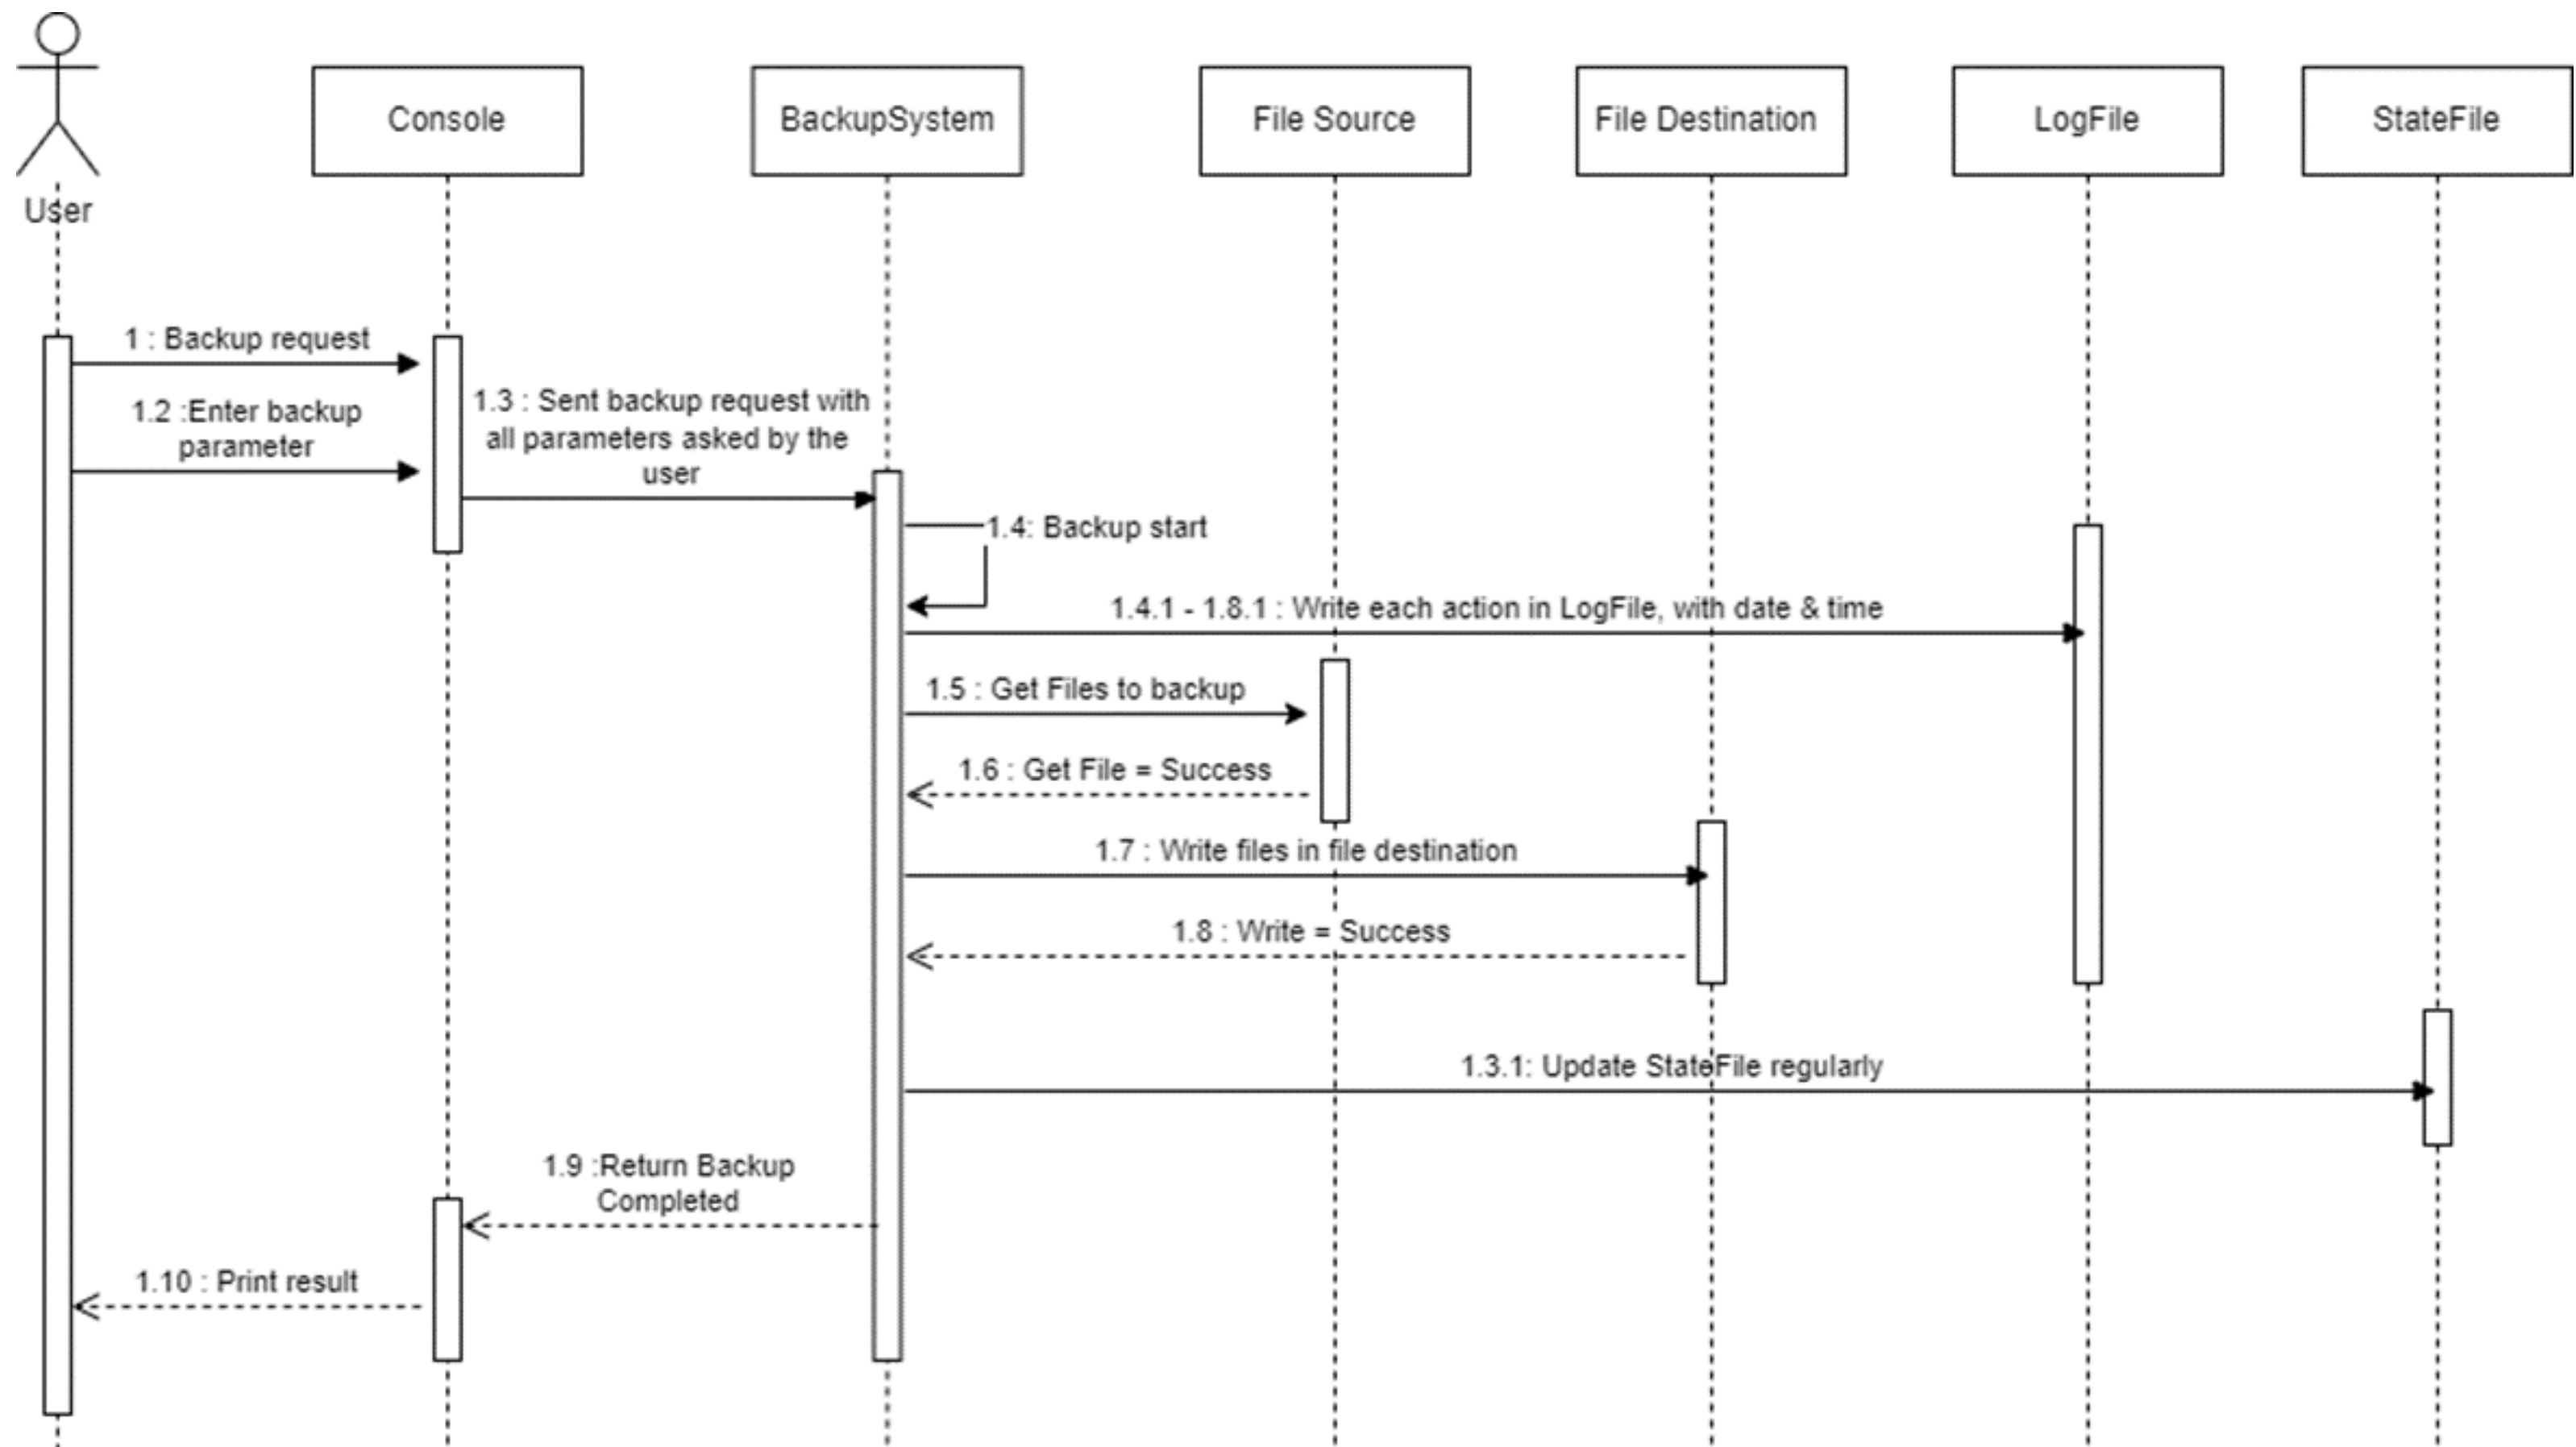 Console
BackupSystem
File Source
File Destination
LogFile
StateFile
User
1 : Backup request
1.2 :Enter backup
parameter
1.3 : Sent backup request with
all parameters asked by the
user
1.4: Backup start
1.4.1 - 1.8.1 : Write each action in LogFile, with date & time
1.5 : Get Files to backup
1.6 : Get File = Success
1.7 : Write files in file destination
1.8 : Write = Success
1.3.1: Update StateFile regularly
1.9 :Return Backup
Completed
1.10 : Print result